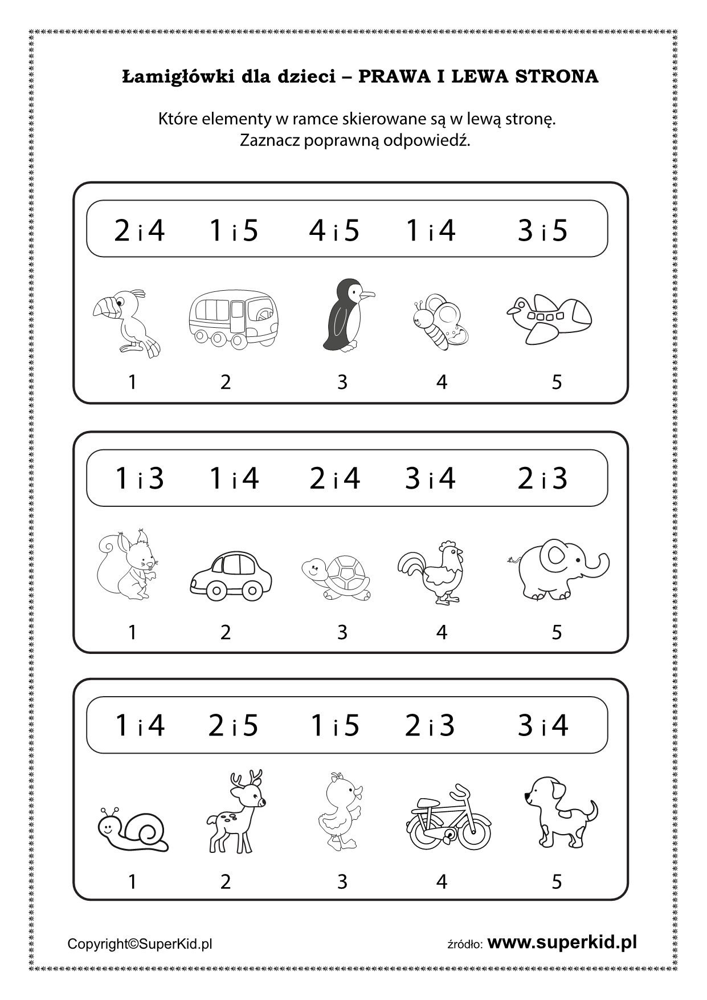 Łamigłówki dla dzieci – PRAWA I LEWA STRONA
Które elementy w ramce skierowane są w lewą stronę.
Zaznacz poprawną odpowiedź.
2 i 4 1 i 5 4 i 5 1 i 4 3 i 5
1 2 3 4 5
1 i 3 1 i 4 2 i 4 3 i 4 2 i 3
1 2 3 4 5
1 i 4 2 i 5 1 i 5 2 i 3 3 i 4
1 2 3 4 5
Copyright©SuperKid.pl źródło: www.superkid.pl